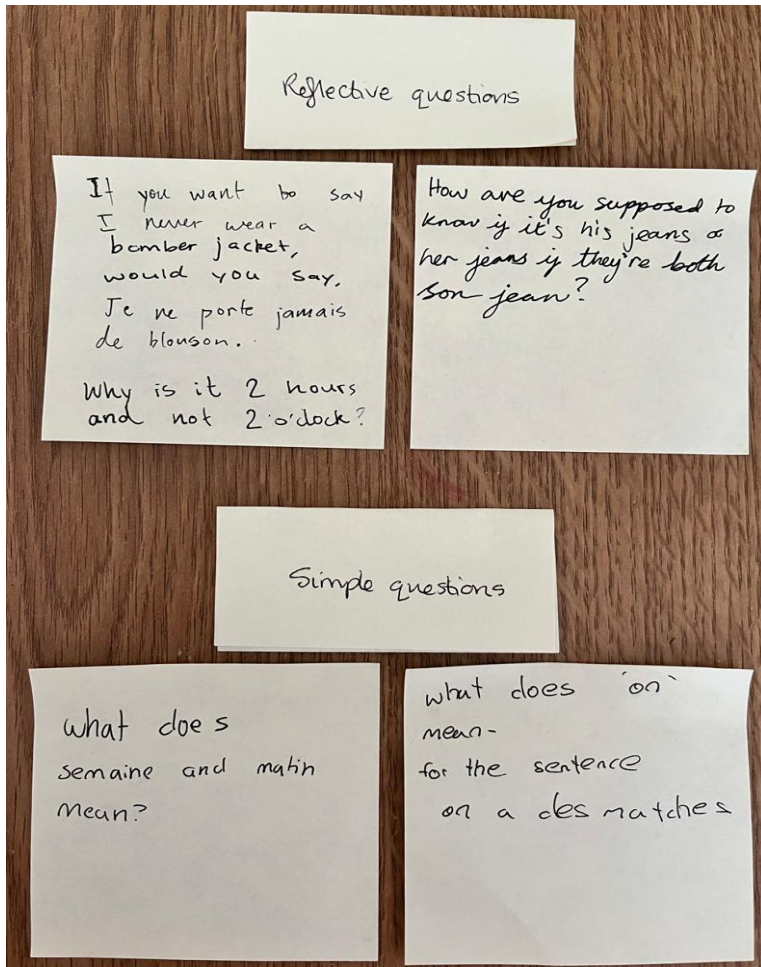 Reflective questions
If you want to say
I never wear a
bomber jacket,
would you say,
Je ne porte jamais
de blouson.
Why is it 2 hours
and not 2 o'clock?
How are you supposed to
know if it's his jeans or
her jeans if they're both
son jean?
Simple questions
what does
semaine and matin
mean?
what does 'on'
mean-
for the sentence
on a des matches